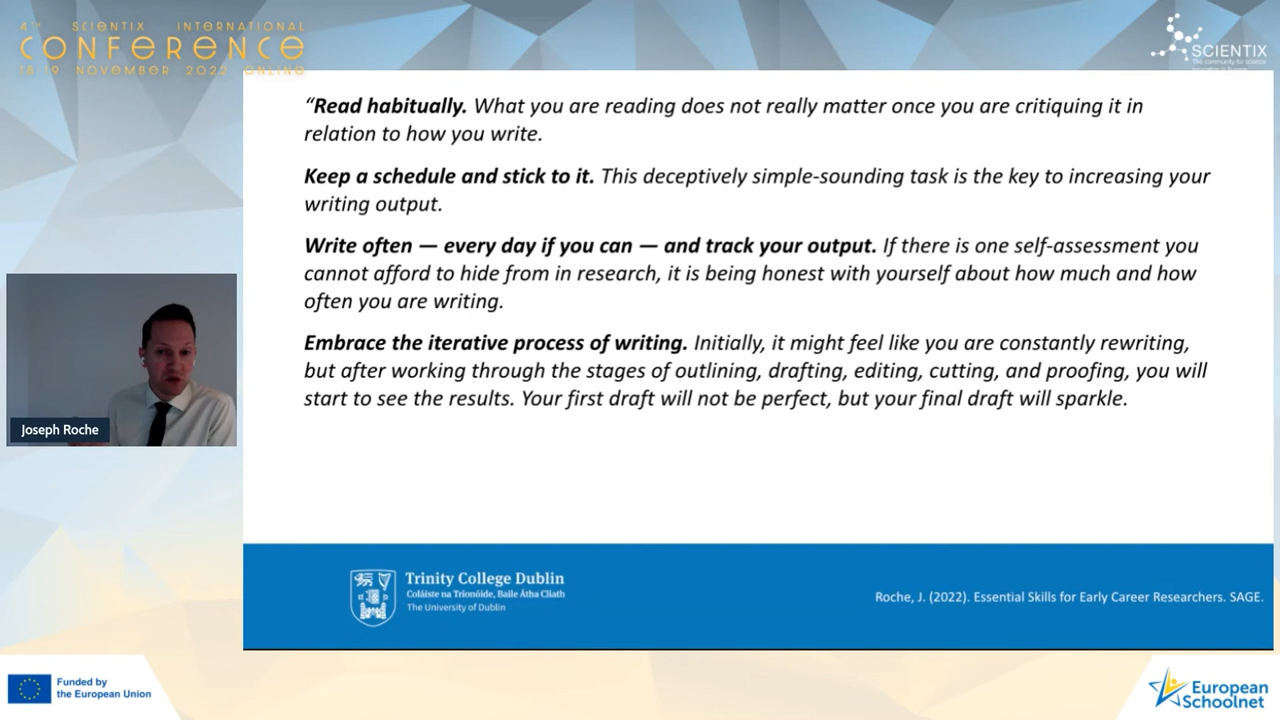 4TH SCIENTIX INTERNATIONAL
CONFERENCE
18-19 NOVEMBER 2022 ONLINE
SCIENTIX
The community for science
education in Europe
“Read habitually. What you are reading does not really matter once you are critiquing it in
relation to how you write.
Keep a schedule and stick to it. This deceptively simple-sounding task is the key to increasing your
writing output.
Write often — every day if you can — and track your output. If there is one self-assessment you
cannot afford to hide from in research, it is being honest with yourself about how much and how
often you are writing.
Embrace the iterative process of writing. Initially, it might feel like you are constantly rewriting,
but after working through the stages of outlining, drafting, editing, cutting, and proofing, you will
start to see the results. Your first draft will not be perfect, but your final draft will sparkle.
Joseph Roche
Trinity College Dublin
Coláiste na Tríonóide, Baile Átha Cliath
The University of Dublin
Roche, J. (2022). Essential Skills for Early Career Researchers. SAGE.
Funded by
the European Union
European
Schoolnet